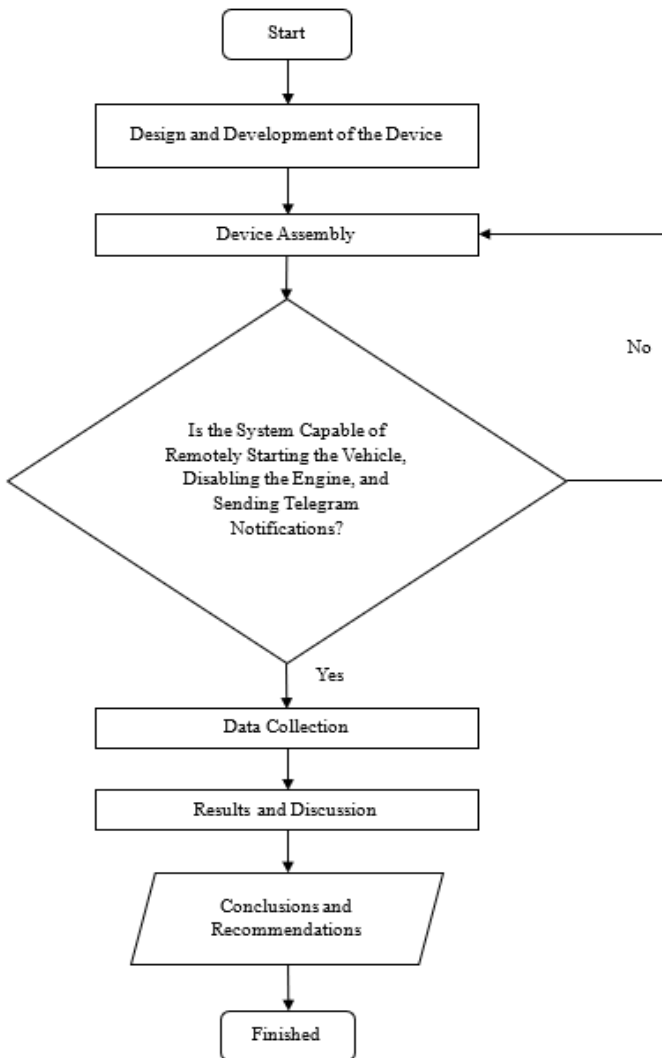 Start
Design and Development of the Device
Device Assembly
No
Is the System Capable of
Remotely Starting the Vehicle,
Disabling the Engine, and
Sending Telegram
Notifications?
Yes
Data Collection
Results and Discussion
Conclusions and
Recommendations
Finished